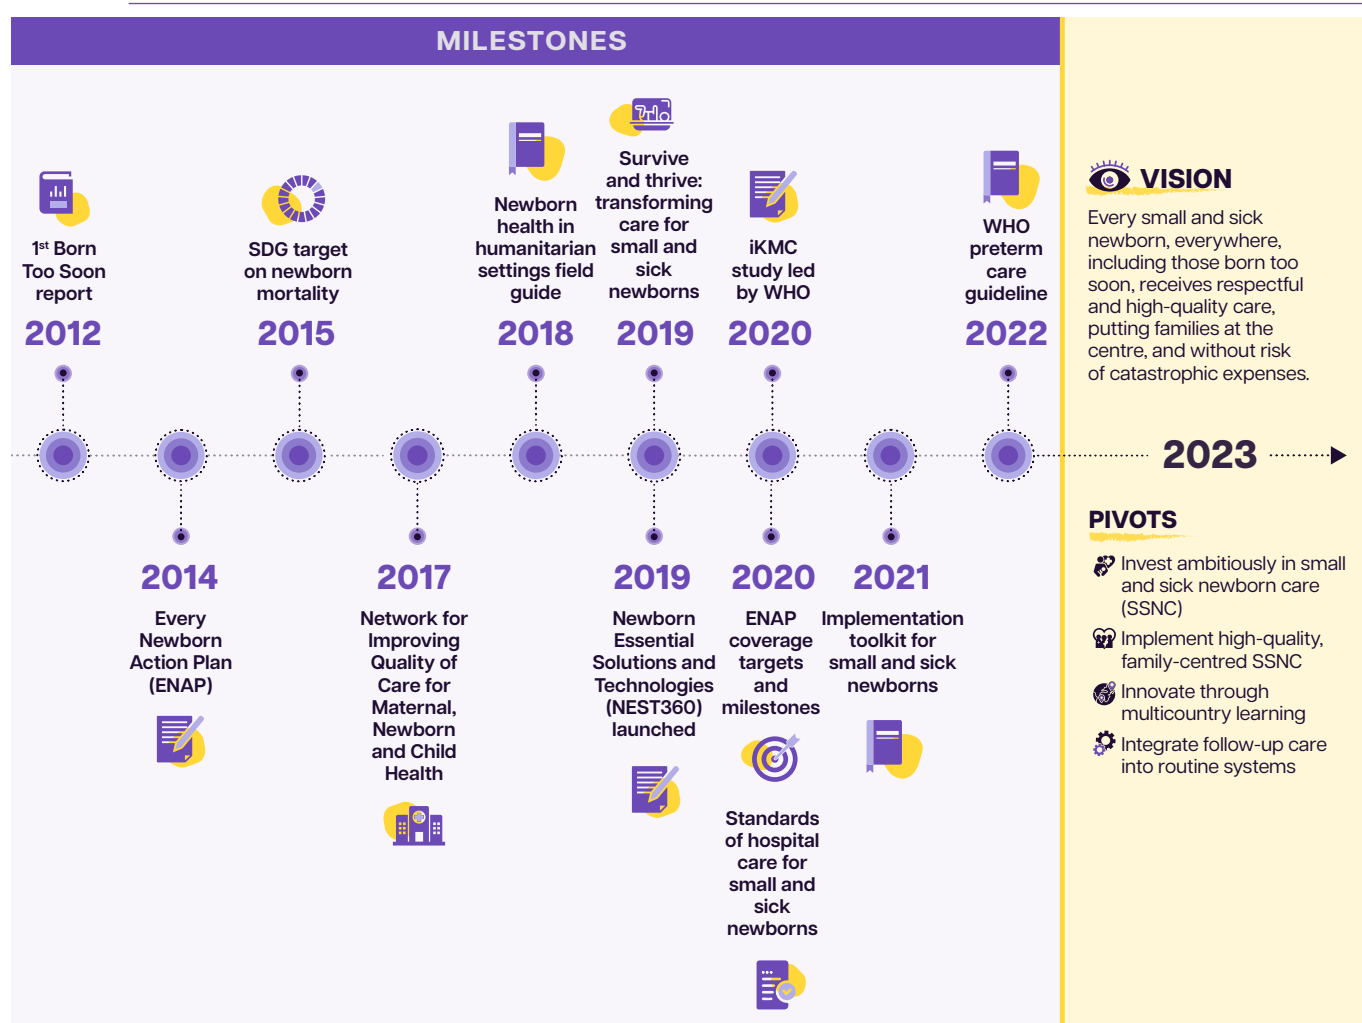 MILESTONES
1st Born
Too Soon
report
2012
SDG target
on newborn
mortality
2015
Newborn
health in
humanitarian
settings field
guide
2018
Survive
and thrive:
transforming
care for
small and
sick
newborns
2019
iKMC
study led
by WHO
2020
WHO
preterm
care
guideline
2022
2014
Every
Newborn
Action Plan
(ENAP)
2017
Network for
Improving
Quality of
Care for
Maternal,
Newborn
and Child
Health
2019
Newborn
Essential
Solutions and
Technologies
(NEST360)
launched
2020
ENAP
coverage
targets
and
milestones
Standards
of hospital
care for
small and
sick
newborns
2021
Implementation
toolkit for
small and sick
newborns
VISION
Every small and sick
newborn, everywhere,
including those born too
soon, receives respectful
and high-quality care,
putting families at the
centre, and without risk
of catastrophic expenses.
2023
PIVOTS
Invest ambitiously in small
and sick newborn care
(SSNC)
Implement high-quality,
family-centred SSNC
Innovate through
multicountry learning
Integrate follow-up care
into routine systems